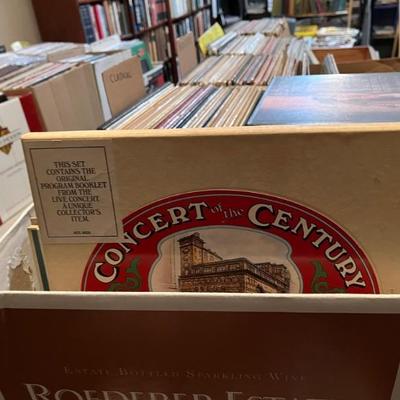 CLASSICAL
THIS SET
CONTAINS THE
ORIGINAL
PROGRAM BOOKLET
FROM THE
LIVE CONCERT.
A UNIQUE
COLLECTOR'S
ITEM.
CONCERT of the CENTURY
ESTATE BOTTLED SPARKLING WINE
ROEDERER ESTATE